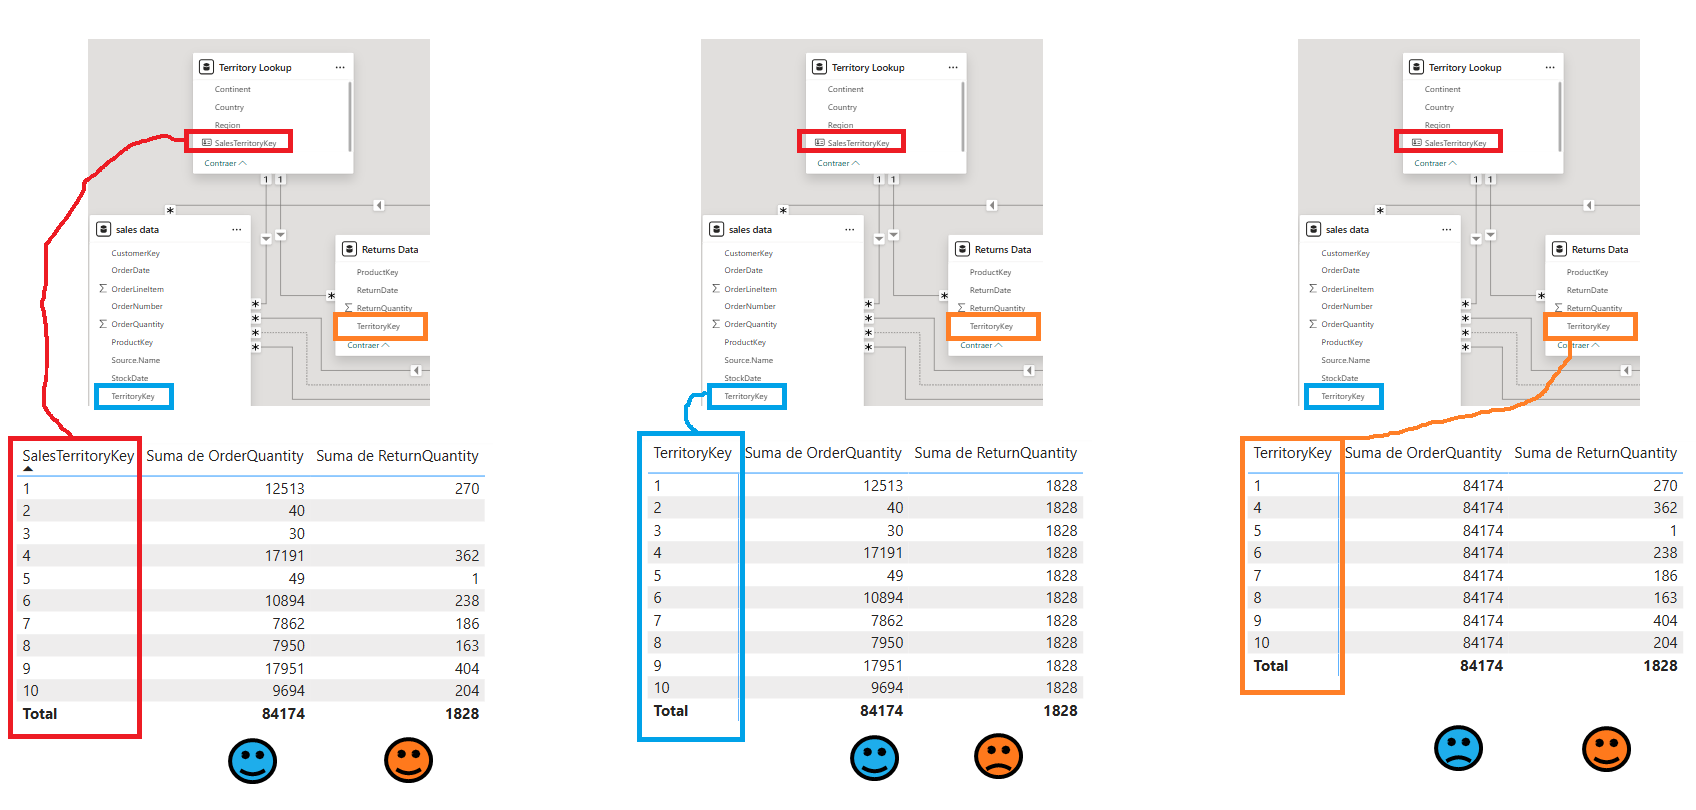 Territory Lookup ...
Continent
Country
Region
SalesTerritoryKey
Contraer
1 1
*
sales data ...
CustomerKey
OrderDate
OrderLineItem
OrderNumber
OrderQuantity
ProductKey
Source.Name
StockDate
TerritoryKey
*
*
*
*
*
Returns Data
ProductKey
ReturnDate
ReturnQuantity
TerritoryKey
Contraer
SalesTerritoryKey Suma de OrderQuantity Suma de ReturnQuantity
1 12513 270
2 40
3 30
4 17191 362
5 49 1
6 10894 238
7 7862 186
8 7950 163
9 17951 404
10 9694 204
Total 84174 1828
Territory Lookup ...
Continent
Country
Region
SalesTerritoryKey
Contraer
1 1
*
sales data ...
CustomerKey
OrderDate
OrderLineItem
OrderNumber
OrderQuantity
ProductKey
Source.Name
StockDate
TerritoryKey
*
*
*
*
*
Returns Data
ProductKey
ReturnDate
ReturnQuantity
TerritoryKey
Contraer
TerritoryKey Suma de OrderQuantity Suma de ReturnQuantity
1 12513 1828
2 40 1828
3 30 1828
4 17191 1828
5 49 1828
6 10894 1828
7 7862 1828
8 7950 1828
9 17951 1828
10 9694 1828
Total 84174 1828
Territory Lookup ...
Continent
Country
Region
SalesTerritoryKey
Contraer
1 1
*
sales data ...
CustomerKey
OrderDate
OrderLineItem
OrderNumber
OrderQuantity
ProductKey
Source.Name
StockDate
TerritoryKey
*
*
*
*
*
Returns Data
ProductKey
ReturnDate
ReturnQuantity
TerritoryKey
Contraer
TerritoryKey Suma de OrderQuantity Suma de ReturnQuantity
1 84174 270
4 84174 362
5 84174 1
6 84174 238
7 84174 186
8 84174 163
9 84174 404
10 84174 204
Total 84174 1828